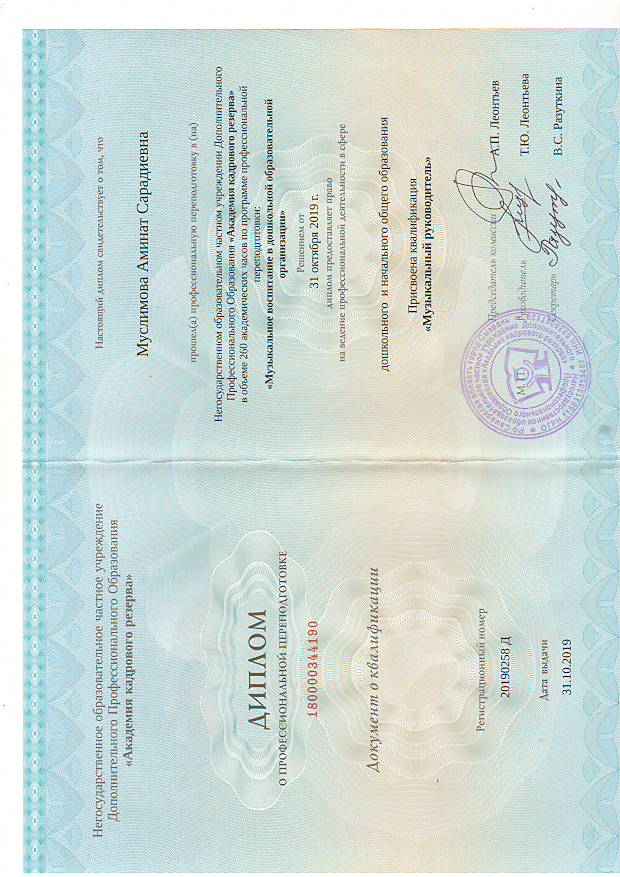 Негосударственное образовательное частное учреждение
Дополнительного Профессионального Образования
«Академия кадрового резерва»
ДИПЛОМ
О ПРОФЕССИОНАЛЬНОЙ ПЕРЕПОДГОТОВКЕ
180000344190
Документ о квалификации
Регистрационный номер
20190258 Д
Дата выдачи
31.10.2019
Настоящий диплом свидетельствует о том, что
Муслимова Аминат Сарадиевна
прошел(а) профессиональную переподготовку в (на)
Негосударственном образовательном частном учреждении Дополнительного
Профессионального Образования «Академия кадрового резерва»
в объеме 260 академических часов по программе профессиональной
переподготовки:
«Музыкальное воспитание в дошкольной образовательной
организации»
Решением от
31 октября 2019 г.
диплом предоставляет право
на ведение профессиональной деятельности в сфере
дошкольного и начального общего образования
Присвоена квалификация
«Музыкальный руководитель»
Председатель комиссии А.П. Леонтьев
Руководитель Т.Ю. Леонтьева
Секретарь В.С. Разуткина
М.П.